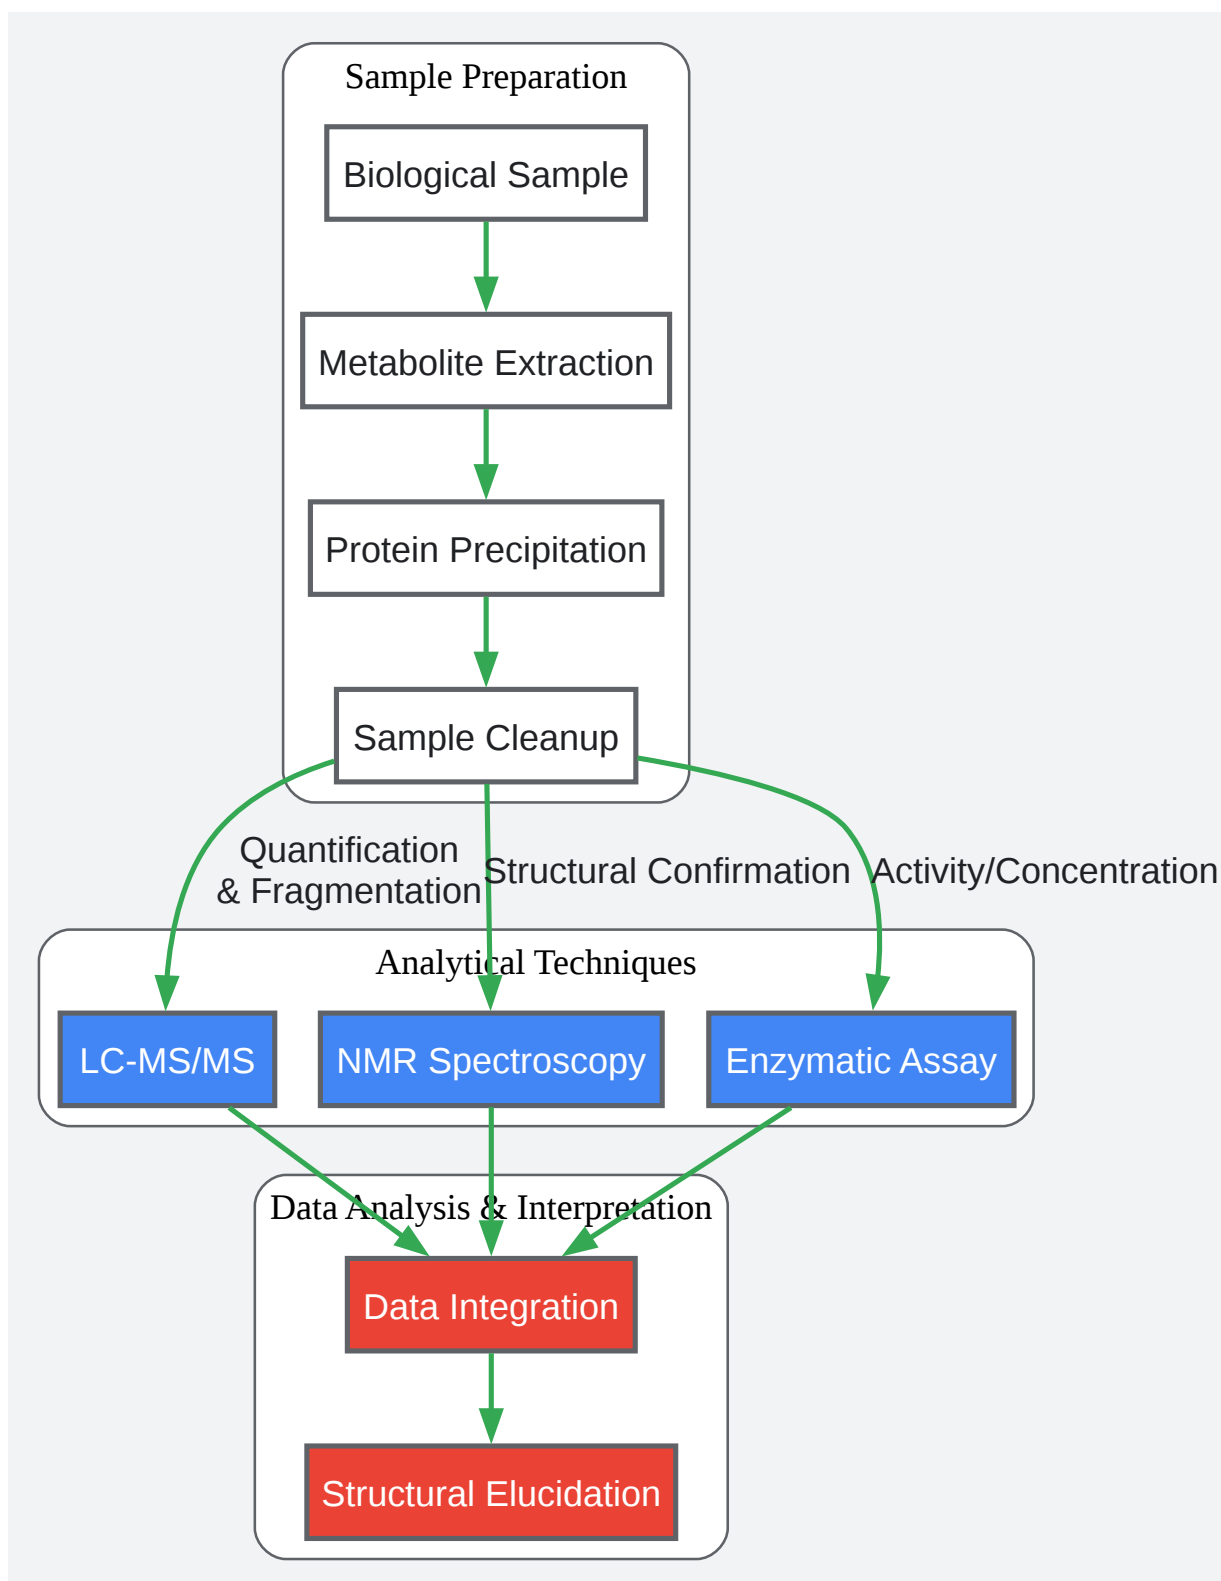 Sample Preparation
Biological Sample
Metabolite Extraction
Protein Precipitation
Sample Cleanup
Quantification
& Fragmentation
Structural Confirmation
Activity/Concentration
Analytical Techniques
LC-MS/MS
NMR Spectroscopy
Enzymatic Assay
Data Analysis & Interpretation
Data Integration
Structural Elucidation